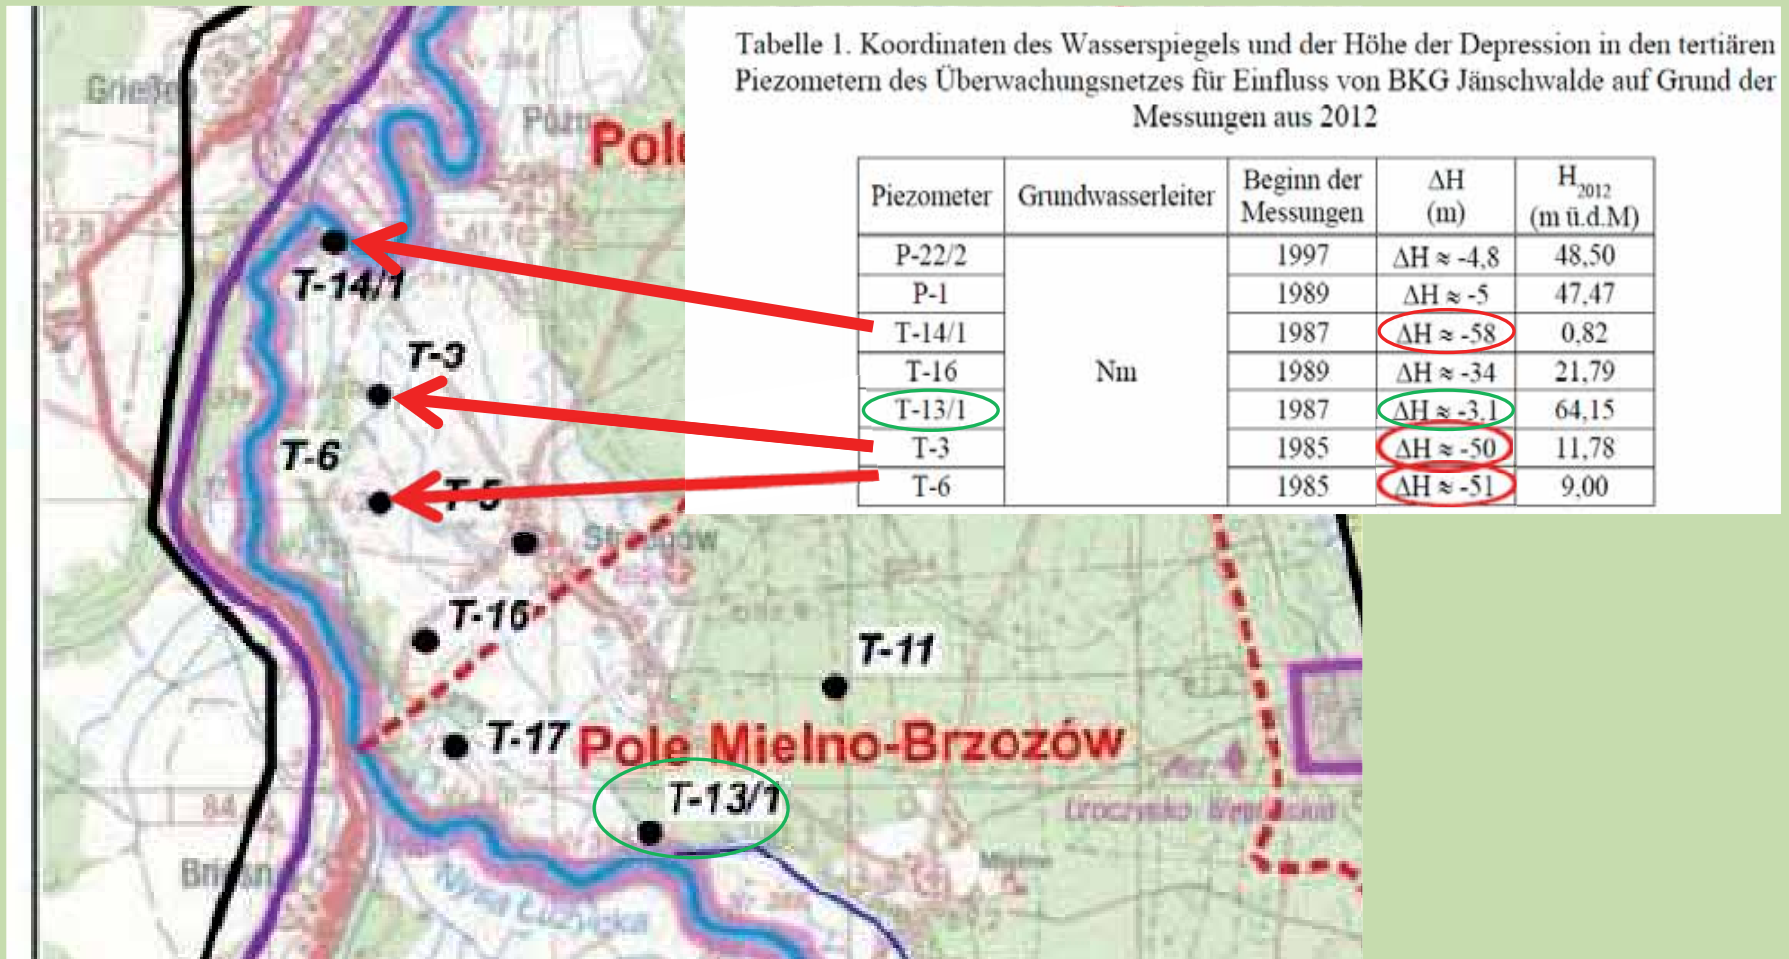 Tabelle 1. Koordinaten des Wasserspiegels und der Höhe der Depression in den tertiären
Piezometern des Überwachungsnetzes für Einfluss von BKG Jänschwalde auf Grund der
Messungen aus 2012
Piezometer Grundwasserleiter Beginn der Messungen ΔH (m) H2012 (m ü.d.M)
P-22/2 1997 ΔH ≈ -4,8 48,50
P-1 1989 ΔH ≈ -5 47,47
T-14/1 1987 ΔH ≈ -58 0,82
T-16 Nm 1989 ΔH ≈ -34 21,79
T-13/1 1987 ΔH ≈ -3,1 64,15
T-3 1985 ΔH ≈ -50 11,78
T-6 1985 ΔH ≈ -51 9,00
Grießen
T-14/1
T-3
T-6
T-5
T-16
T-11
T-17
Pole Mielno-Brzozów
T-13/1
Nysa Łużycka